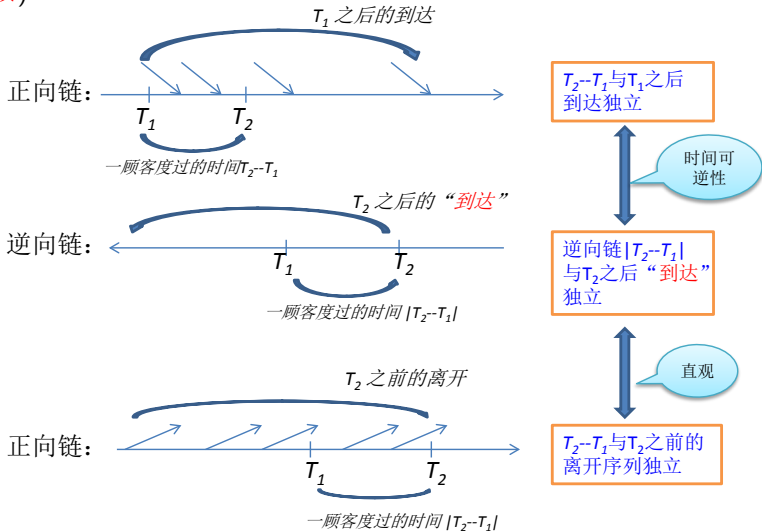 T₁ 之后的到达
正向链：
T₁
T₂
一顾客度过的时间T₂--T₁
T₂--T₁与T₁之后
到达独立
时间可
逆性
T₂ 之后的“到达”
逆向链：
T₁
T₂
一顾客度过的时间 |T₂--T₁|
逆向链|T₂--T₁|
与T₂之后“到达”
独立
直观
T₂ 之前的离开
正向链：
T₁
T₂
一顾客度过的时间 |T₂--T₁|
T₂--T₁与T₂之前的
离开序列独立